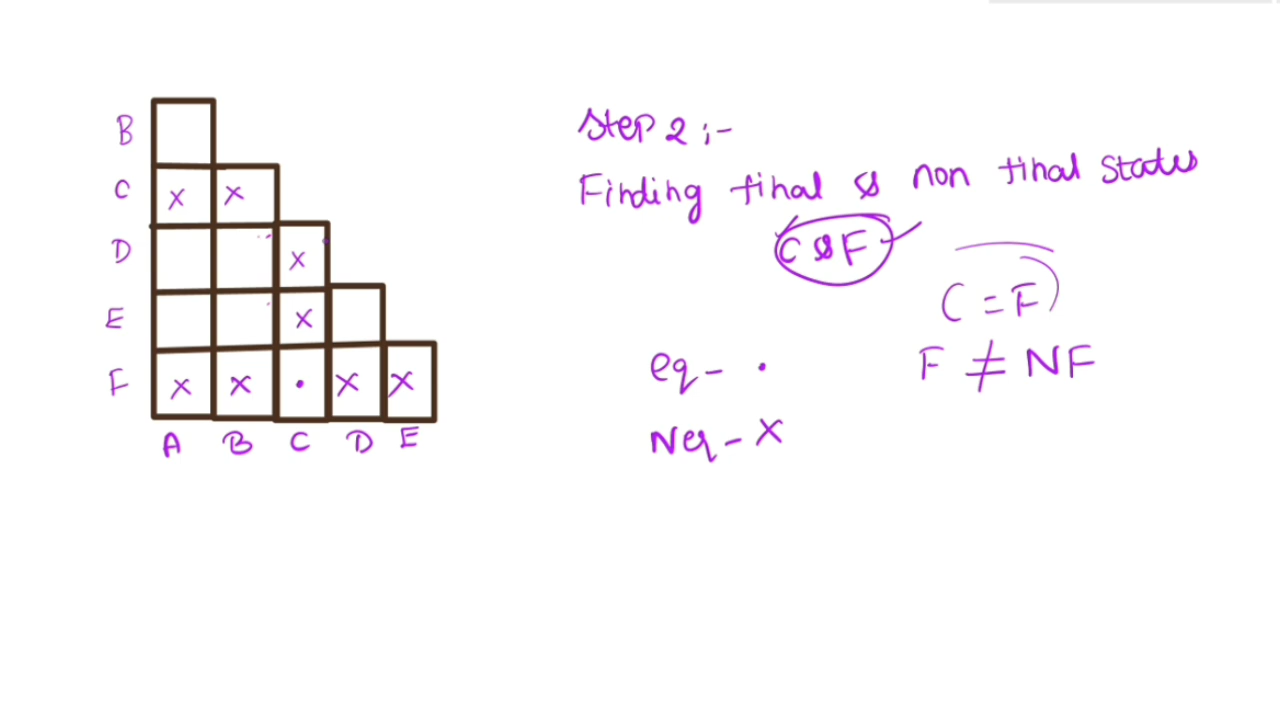 B
C X X
D X
E X
F X X • X X
A B C D E
Step 2 :-
Finding final & non final states
C & F
C = F
eq - •
F ≠ NF
Neq - X